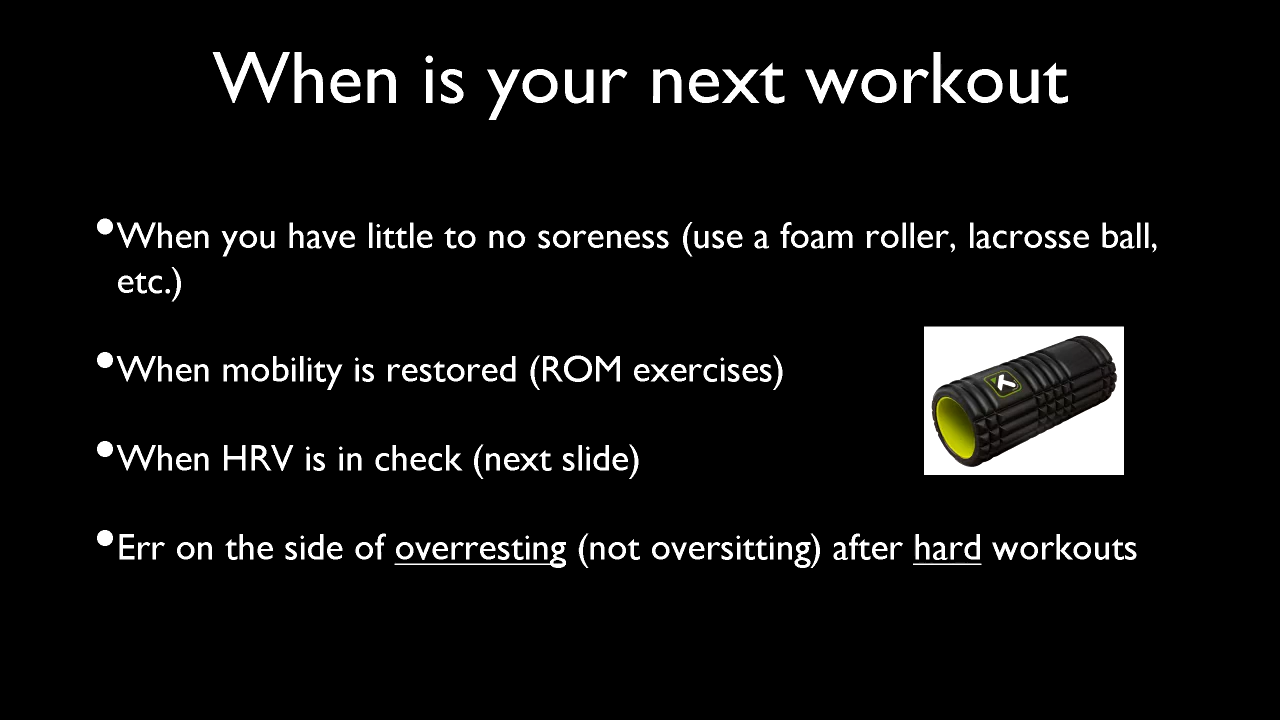 When is your next workout
•When you have little to no soreness (use a foam roller, lacrosse ball,
etc.)
•When mobility is restored (ROM exercises)
•When HRV is in check (next slide)
•Err on the side of overresting (not oversitting) after hard workouts